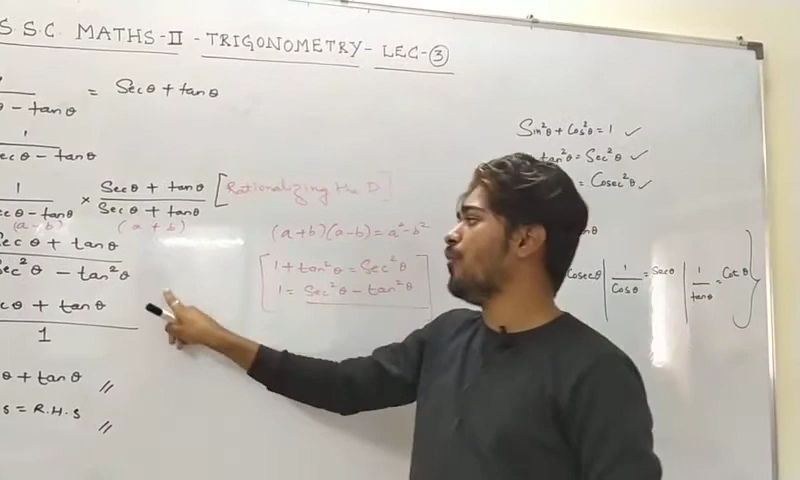 S.S.C MATHS-II - TRIGONOMETRY- LEC-③
1
θ - tanθ = Secθ + tanθ
1
ecθ - tanθ
1 / ecθ - tanθ × Secθ + tanθ / Secθ + tanθ [Rationalizing the D]
(a-b) (a+b)
ecθ + tanθ
ec²θ - tan²θ
cθ + tanθ
1
θ + tanθ //
S = R.H.S //
(a+b)(a-b)=a²-b²
1+tan²θ = Sec²θ
1= Sec²θ - tan²θ
Sin²θ + Cos²θ = 1 ✓
tan²θ = Sec²θ ✓
= Cosec²θ ✓
Cosecθ | 1/Cosθ = Secθ | 1/tanθ = Cotθ }